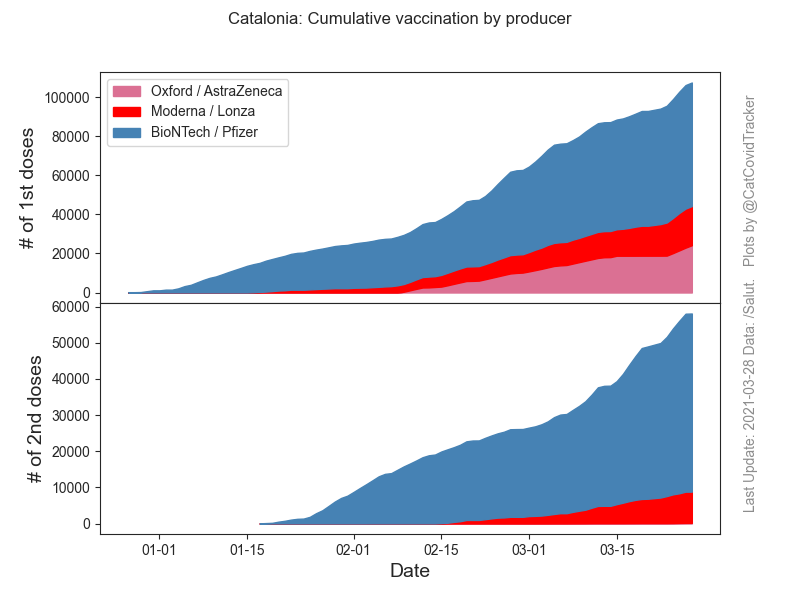 Catalonia: Cumulative vaccination by producer
Oxford / AstraZeneca
Moderna / Lonza
BioNTech / Pfizer
# of 1st doses
100000
80000
60000
40000
20000
0
# of 2nd doses
60000
50000
40000
30000
20000
10000
0
01-01 01-15 02-01 02-15 03-01 03-15
Date
Last Update: 2021-03-28 Data: /Salut. Plots by @CatCovidTracker